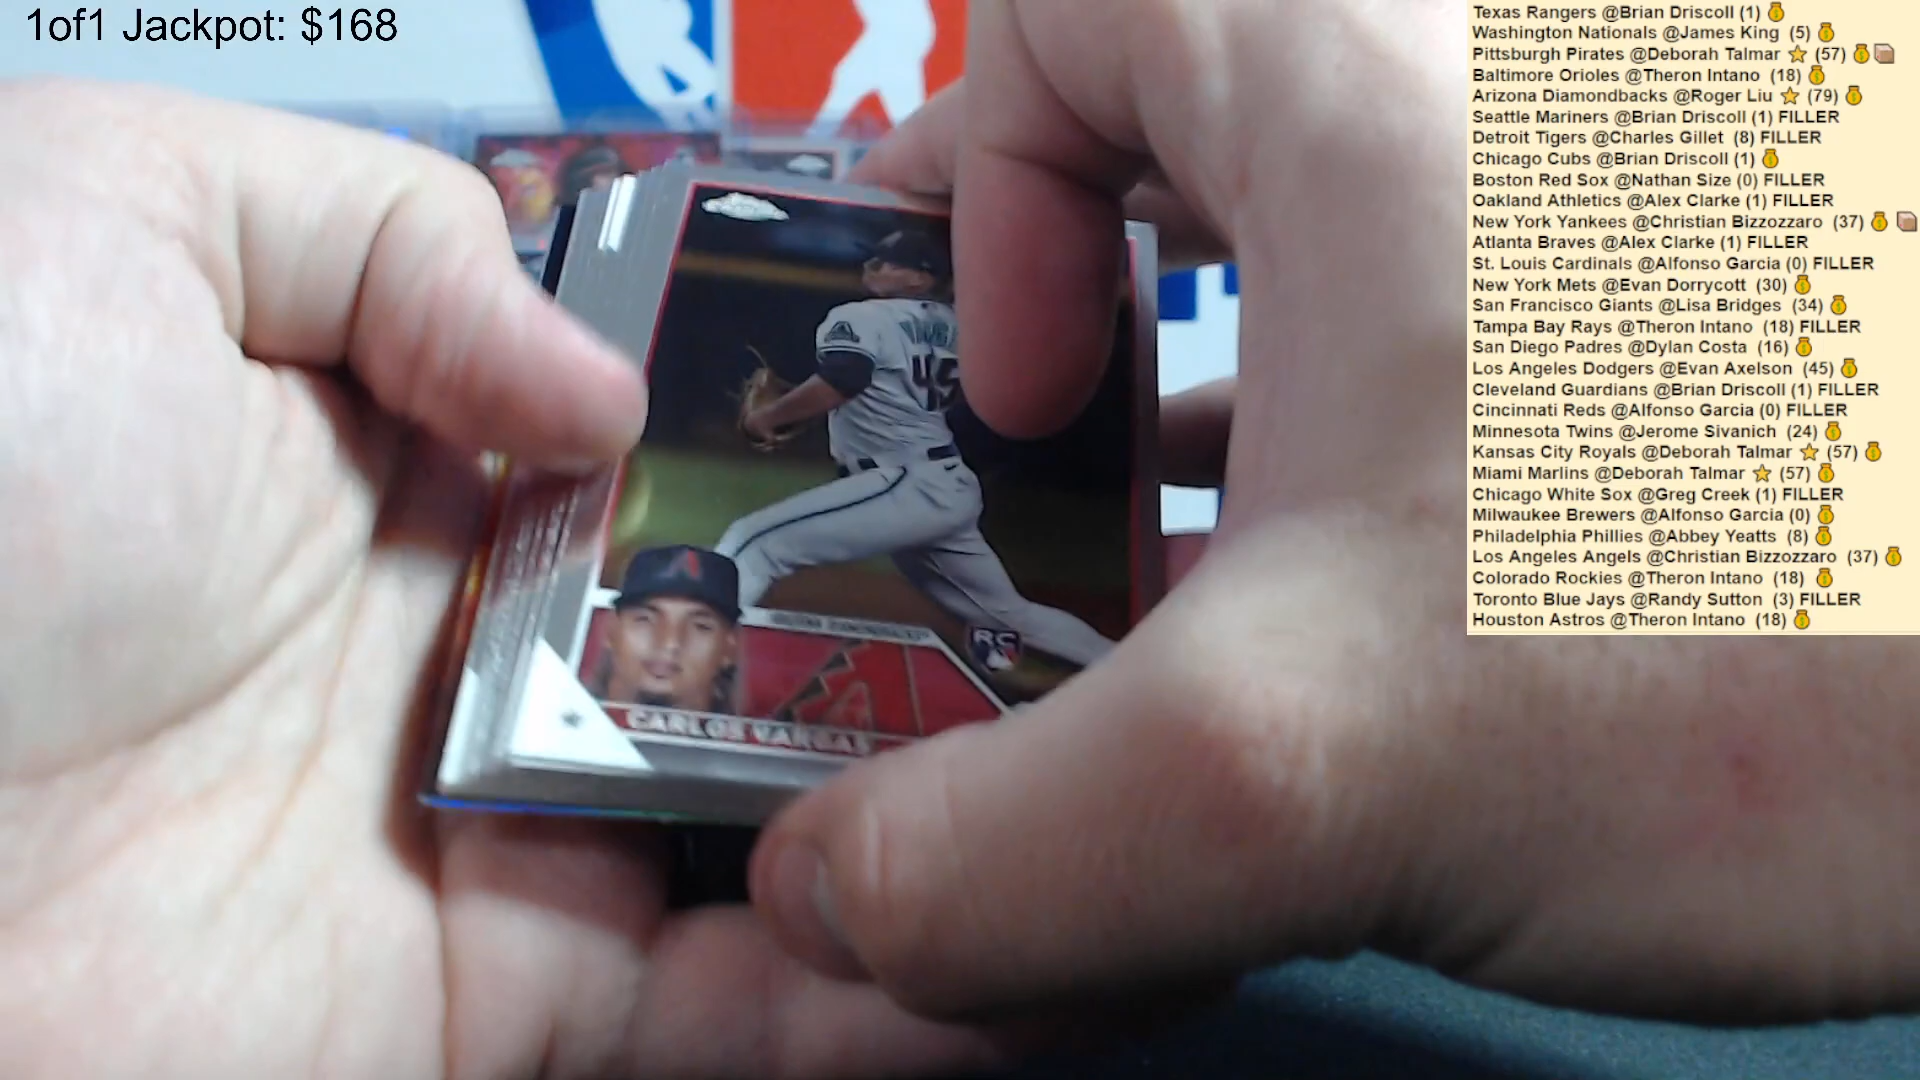 1of1 Jackpot: $168
Texas Rangers @Brian Driscoll (1)
Washington Nationals @James King (5)
Pittsburgh Pirates @Deborah Talmar (57)
Baltimore Orioles @Theron Intano (18)
Arizona Diamondbacks @Roger Liu (79)
Seattle Mariners @Brian Driscoll (1) FILLER
Detroit Tigers @Charles Gillet (8) FILLER
Chicago Cubs @Brian Driscoll (1)
Boston Red Sox @Nathan Size (0) FILLER
Oakland Athletics @Alex Clarke (1) FILLER
New York Yankees @Christian Bizzozzaro (37)
Atlanta Braves @Alex Clarke (1) FILLER
St. Louis Cardinals @Alfonso Garcia (0) FILLER
New York Mets @Evan Dorrycott (30)
San Francisco Giants @Lisa Bridges (34)
Tampa Bay Rays @Theron Intano (18) FILLER
San Diego Padres @Dylan Costa (16)
Los Angeles Dodgers @Evan Axelson (45)
Cleveland Guardians @Brian Driscoll (1) FILLER
Cincinnati Reds @Alfonso Garcia (0) FILLER
Minnesota Twins @Jerome Sivanich (24)
Kansas City Royals @Deborah Talmar (57)
Miami Marlins @Deborah Talmar (57)
Chicago White Sox @Greg Creek (1) FILLER
Milwaukee Brewers @Alfonso Garcia (0)
Philadelphia Phillies @Abbey Yeatts (8)
Los Angeles Angels @Christian Bizzozzaro (37)
Colorado Rockies @Theron Intano (18)
Toronto Blue Jays @Randy Sutton (3) FILLER
Houston Astros @Theron Intano (18)
45
RC
CARLOS VARGAS